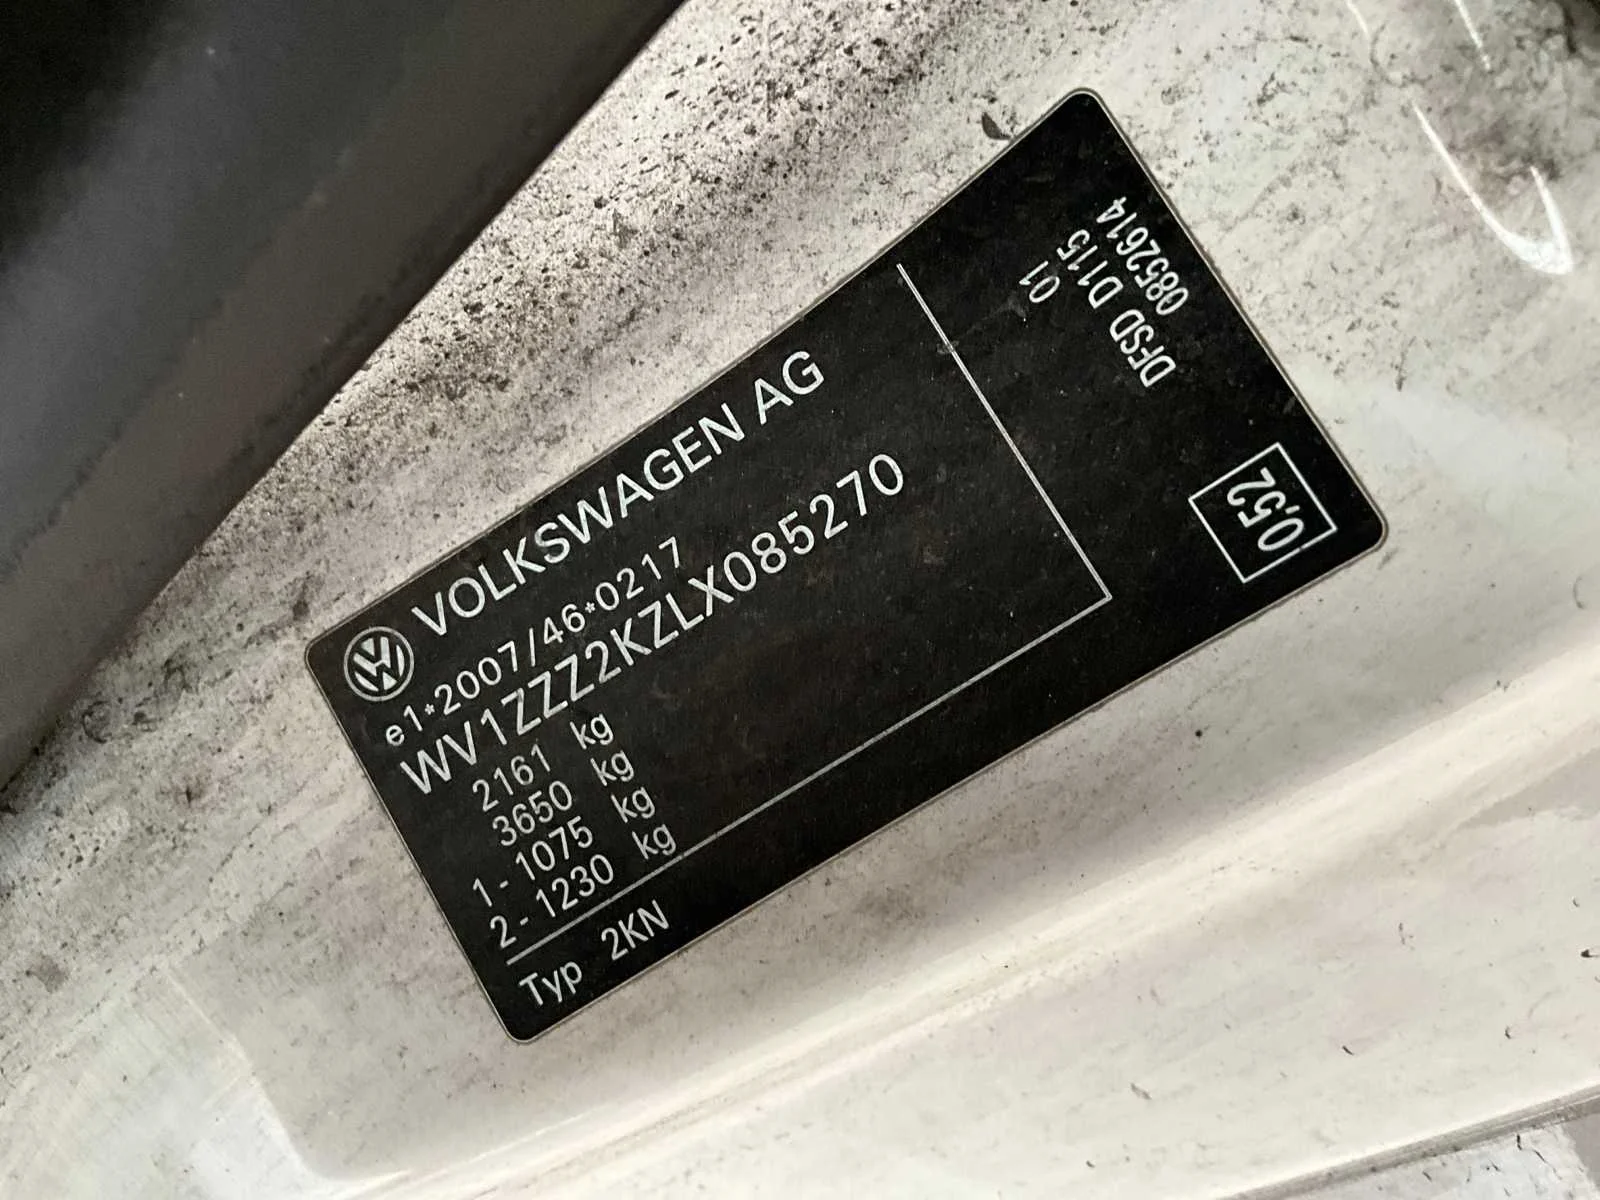 VOLKSWAGEN AG
e1*2007/46*0217
WV1ZZZ2KZLX085270
2161 kg
3650 kg
1 - 1075 kg
2 - 1230 kg
Typ 2KN
01
DFSD D115
0852614
0,52